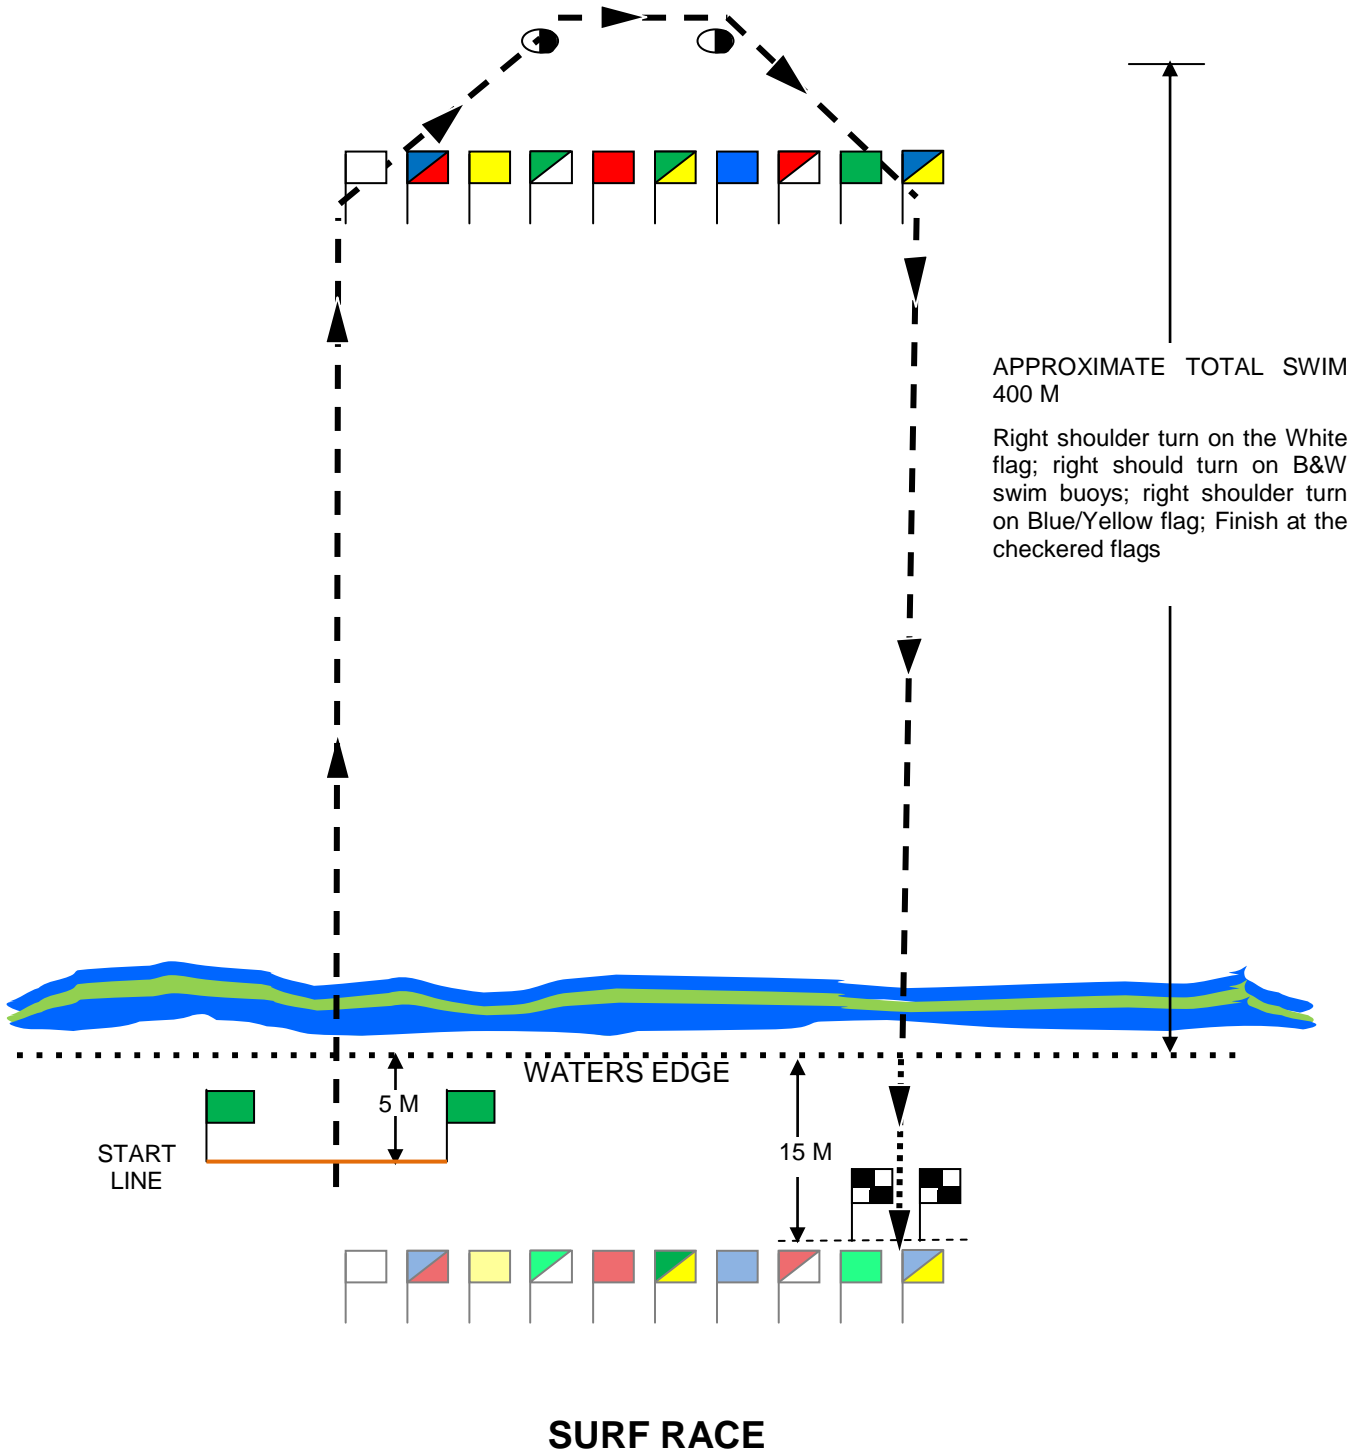 APPROXIMATE TOTAL SWIM
400 M
Right shoulder turn on the White
flag; right should turn on B&W
swim buoys; right shoulder turn
on Blue/Yellow flag; Finish at the
checkered flags
WATERS EDGE
5 M
START
LINE
15 M
SURF RACE